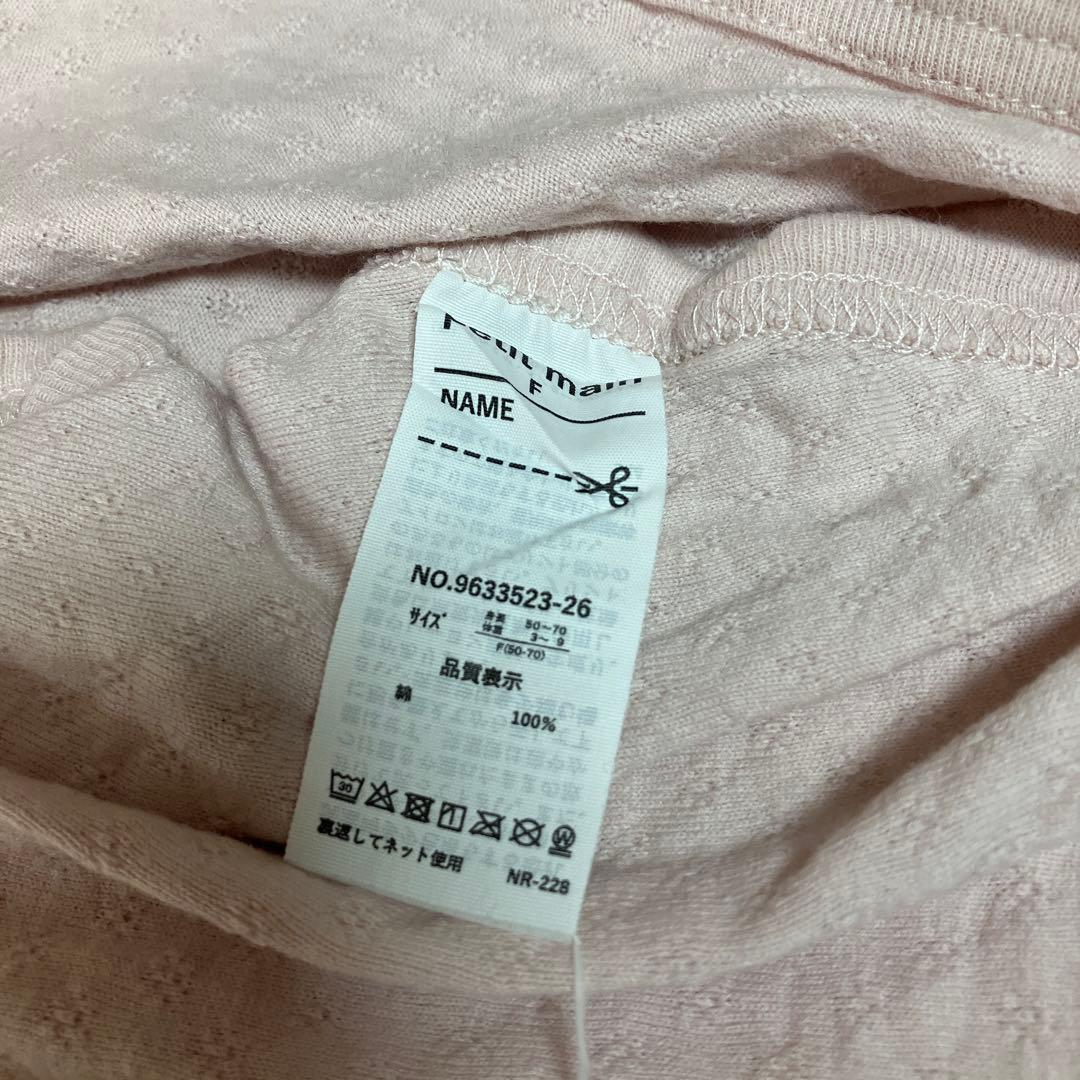 Petit main
F
NAME
NO.9633523-26
サイズ 身長 50～70
体重 3～ 9
F(50-70)
品質表示
綿 100%
30
裏返してネット使用 NR-228